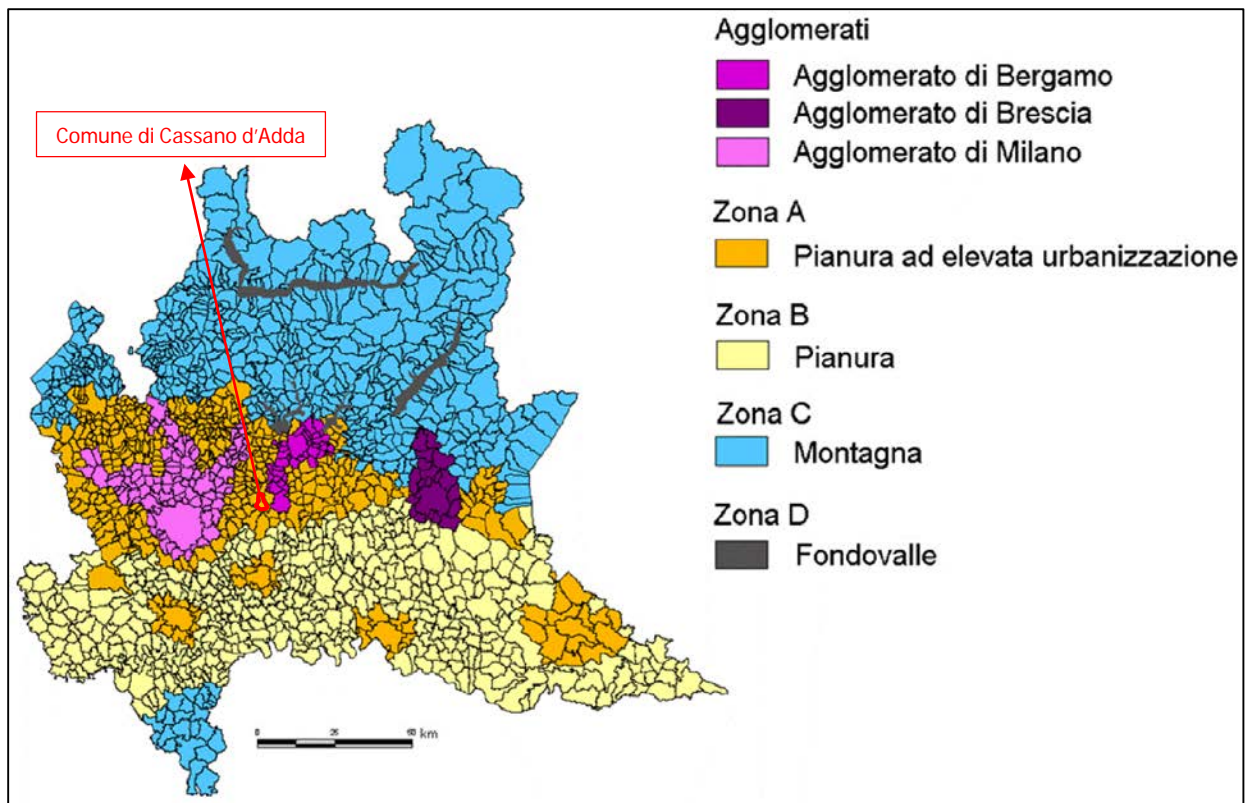 Comune di Cassano d'Adda
Agglomerati
Agglomerato di Bergamo
Agglomerato di Brescia
Agglomerato di Milano
Zona A
Pianura ad elevata urbanizzazione
Zona B
Pianura
Zona C
Montagna
Zona D
Fondovalle
0 25 km